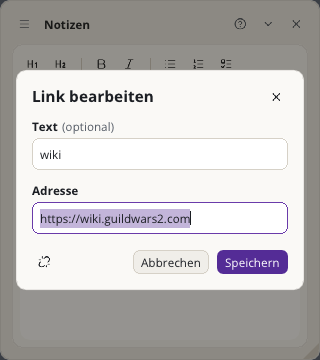 Notizen
H1 H2 B I
Link bearbeiten
Text (optional)
wiki
Adresse
https://wiki.guildwars2.com
Abbrechen Speichern